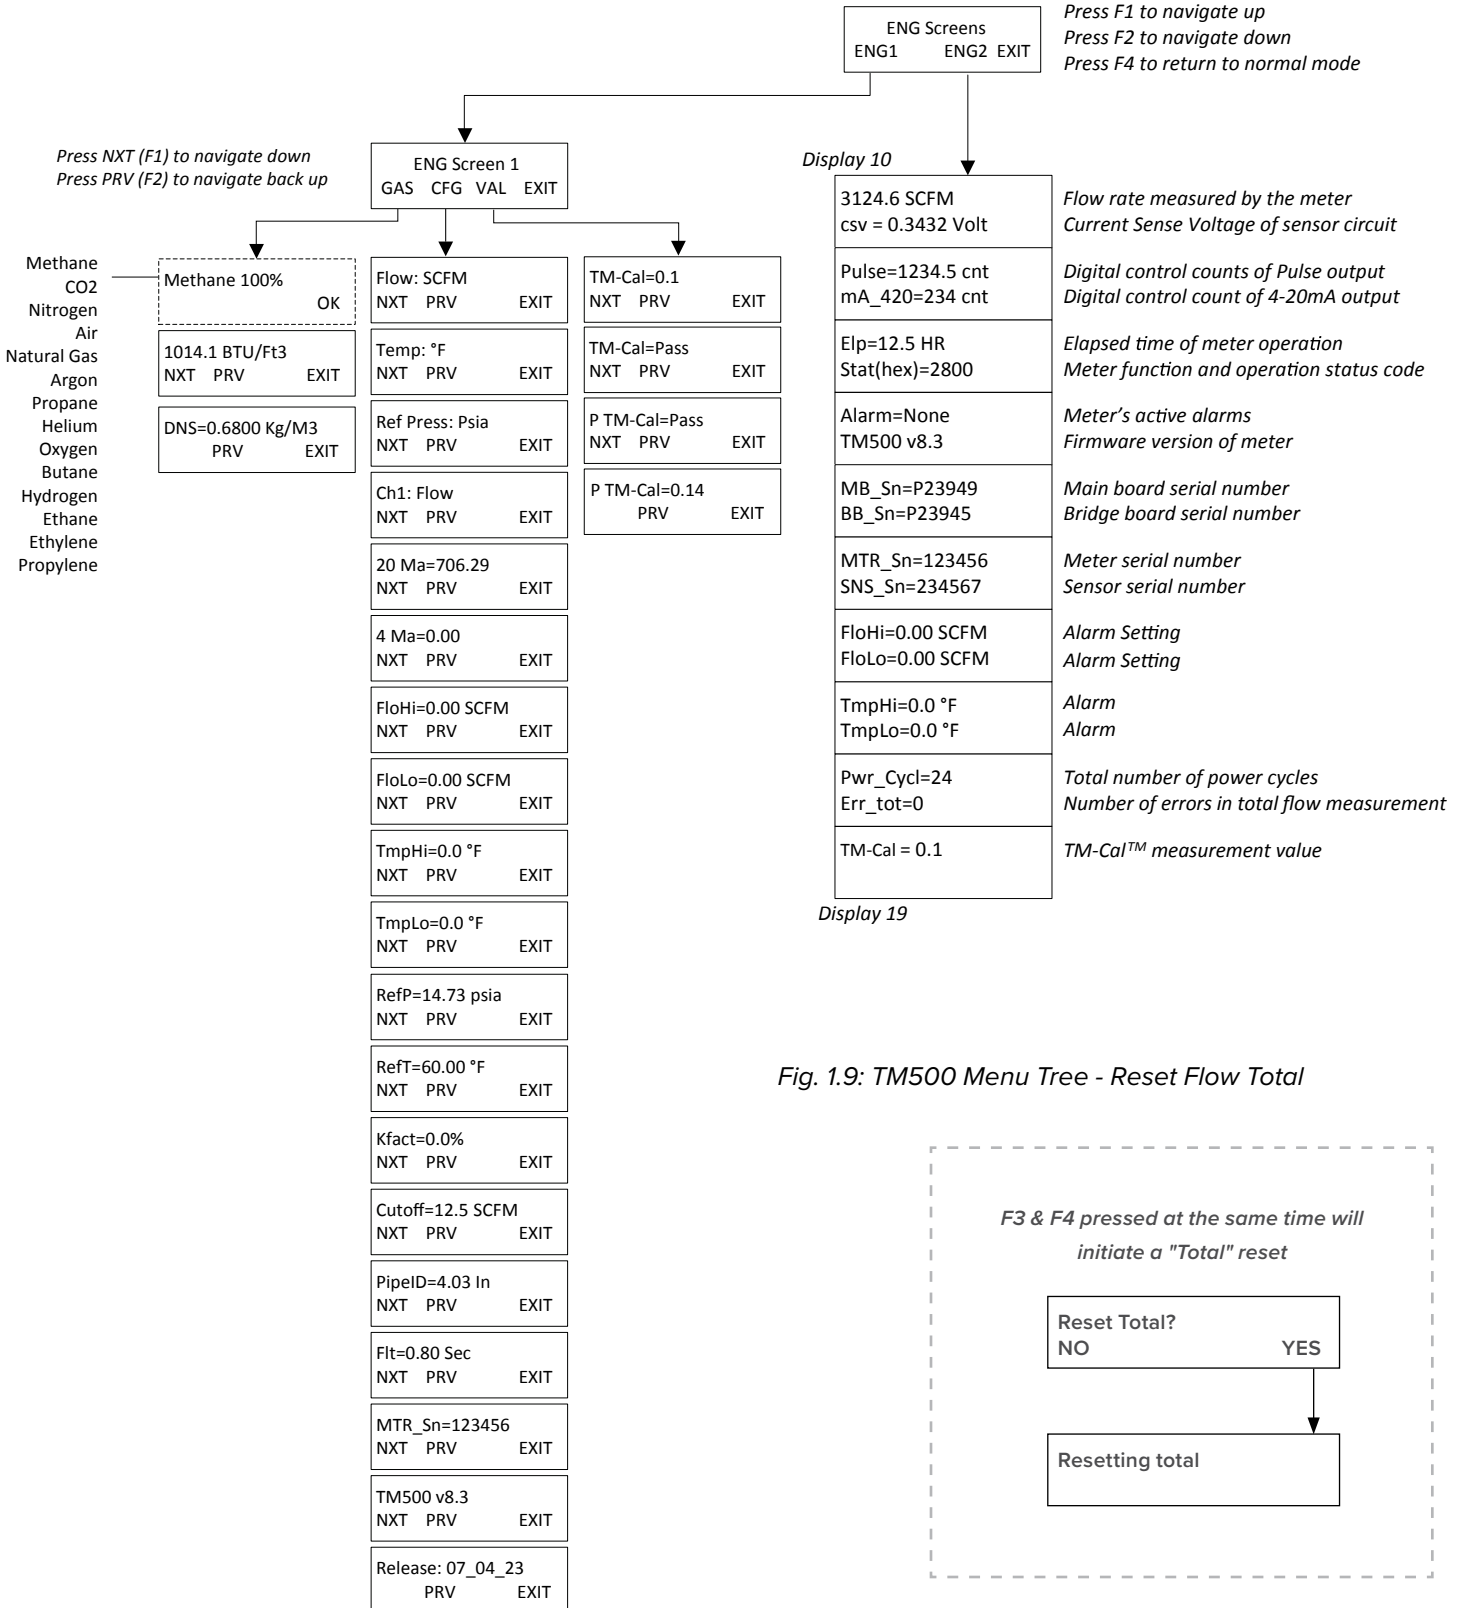 ENG Screens
ENG1 ENG2 EXIT
Press F1 to navigate up
Press F2 to navigate down
Press F4 to return to normal mode
Press NXT (F1) to navigate down
Press PRV (F2) to navigate back up
ENG Screen 1
GAS CFG VAL EXIT
Methane
CO2
Nitrogen
Air
Natural Gas
Argon
Propane
Helium
Oxygen
Butane
Hydrogen
Ethane
Ethylene
Propylene
Methane 100%
OK
1014.1 BTU/Ft3
NXT PRV EXIT
DNS=0.6800 Kg/M3
PRV EXIT
Flow: SCFM
NXT PRV EXIT
Temp: °F
NXT PRV EXIT
Ref Press: Psia
NXT PRV EXIT
Ch1: Flow
NXT PRV EXIT
20 Ma=706.29
NXT PRV EXIT
4 Ma=0.00
NXT PRV EXIT
FloHi=0.00 SCFM
NXT PRV EXIT
FloLo=0.00 SCFM
NXT PRV EXIT
TmpHi=0.0 °F
NXT PRV EXIT
TmpLo=0.0 °F
NXT PRV EXIT
RefP=14.73 psia
NXT PRV EXIT
RefT=60.00 °F
NXT PRV EXIT
Kfact=0.0%
NXT PRV EXIT
Cutoff=12.5 SCFM
NXT PRV EXIT
PipeID=4.03 In
NXT PRV EXIT
Flt=0.80 Sec
NXT PRV EXIT
MTR_Sn=123456
NXT PRV EXIT
TM500 v8.3
NXT PRV EXIT
Release: 07_04_23
PRV EXIT
TM-Cal=0.1
NXT PRV EXIT
TM-Cal=Pass
NXT PRV EXIT
P TM-Cal=Pass
NXT PRV EXIT
P TM-Cal=0.14
PRV EXIT
Display 10
3124.6 SCFM Flow rate measured by the meter
csv = 0.3432 Volt Current Sense Voltage of sensor circuit
Pulse=1234.5 cnt Digital control counts of Pulse output
mA_420=234 cnt Digital control count of 4-20mA output
Elp=12.5 HR Elapsed time of meter operation
Stat(hex)=2800 Meter function and operation status code
Alarm=None Meter's active alarms
TM500 v8.3 Firmware version of meter
MB_Sn=P23949 Main board serial number
BB_Sn=P23945 Bridge board serial number
MTR_Sn=123456 Meter serial number
SNS_Sn=234567 Sensor serial number
FloHi=0.00 SCFM Alarm Setting
FloLo=0.00 SCFM Alarm Setting
TmpHi=0.0 °F Alarm
TmpLo=0.0 °F Alarm
Pwr_Cycl=24 Total number of power cycles
Err_tot=0 Number of errors in total flow measurement
TM-Cal = 0.1 TM-Cal™ measurement value
Display 19
Fig. 1.9: TM500 Menu Tree - Reset Flow Total
F3 & F4 pressed at the same time will
initiate a "Total" reset
Reset Total?
NO YES
Resetting total